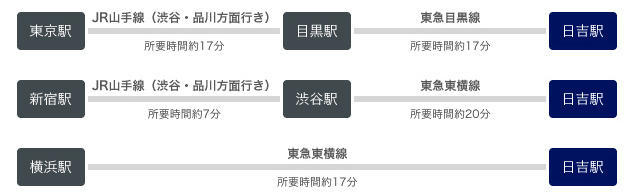 東京駅
JR山手線（渋谷・品川方面行き）
所要時間約17分
目黒駅
東急目黒線
所要時間約17分
日吉駅
新宿駅
JR山手線（渋谷・品川方面行き）
所要時間約7分
渋谷駅
東急東横線
所要時間約20分
日吉駅
横浜駅
東急東横線
所要時間約17分
日吉駅